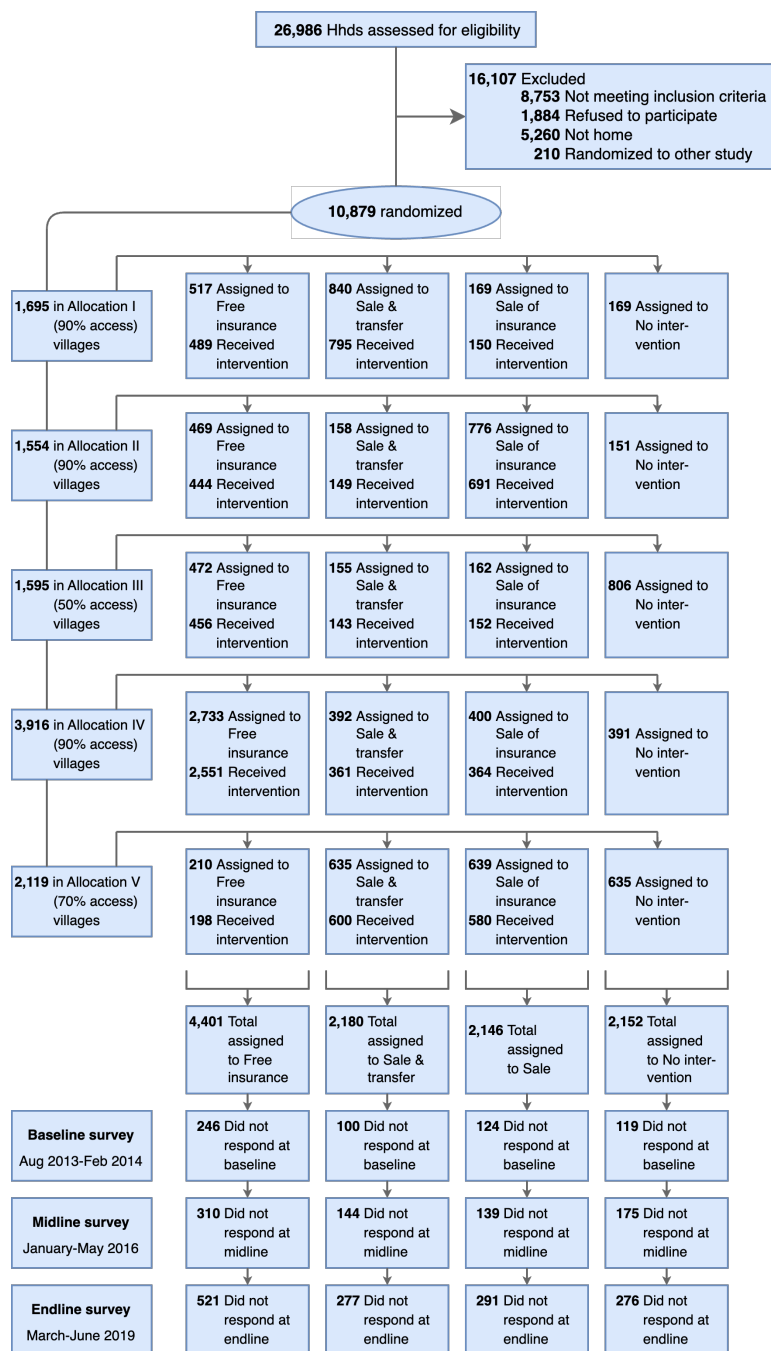 26,986 Hhds assessed for eligibility
16,107 Excluded
8,753 Not meeting inclusion criteria
1,884 Refused to participate
5,260 Not home
210 Randomized to other study
10,879 randomized
1,695 in Allocation I
(90% access)
villages
517 Assigned to
Free
insurance
489 Received
intervention
840 Assigned to
Sale &
transfer
795 Received
intervention
169 Assigned to
Sale of
insurance
150 Received
intervention
169 Assigned to
No inter-
vention
1,554 in Allocation II
(90% access)
villages
469 Assigned to
Free
insurance
444 Received
intervention
158 Assigned to
Sale &
transfer
149 Received
intervention
776 Assigned to
Sale of
insurance
691 Received
intervention
151 Assigned to
No inter-
vention
1,595 in Allocation III
(50% access)
villages
472 Assigned to
Free
insurance
456 Received
intervention
155 Assigned to
Sale &
transfer
143 Received
intervention
162 Assigned to
Sale of
insurance
152 Received
intervention
806 Assigned to
No inter-
vention
3,916 in Allocation IV
(90% access)
villages
2,733 Assigned to
Free
insurance
2,551 Received
intervention
392 Assigned to
Sale &
transfer
361 Received
intervention
400 Assigned to
Sale of
insurance
364 Received
intervention
391 Assigned to
No inter-
vention
2,119 in Allocation V
(70% access)
villages
210 Assigned to
Free
insurance
198 Received
intervention
635 Assigned to
Sale &
transfer
600 Received
intervention
639 Assigned to
Sale of
insurance
580 Received
intervention
635 Assigned to
No inter-
vention
4,401 Total
assigned
to Free
insurance
2,180 Total
assigned
to Sale &
transfer
2,146 Total
assigned
to Sale
2,152 Total
assigned
to No inter-
vention
Baseline survey
Aug 2013-Feb 2014
246 Did not
respond at
baseline
100 Did not
respond at
baseline
124 Did not
respond at
baseline
119 Did not
respond at
baseline
Midline survey
January-May 2016
310 Did not
respond at
midline
144 Did not
respond at
midline
139 Did not
respond at
midline
175 Did not
respond at
midline
Endline survey
March-June 2019
521 Did not
respond at
endline
277 Did not
respond at
endline
291 Did not
respond at
endline
276 Did not
respond at
endline